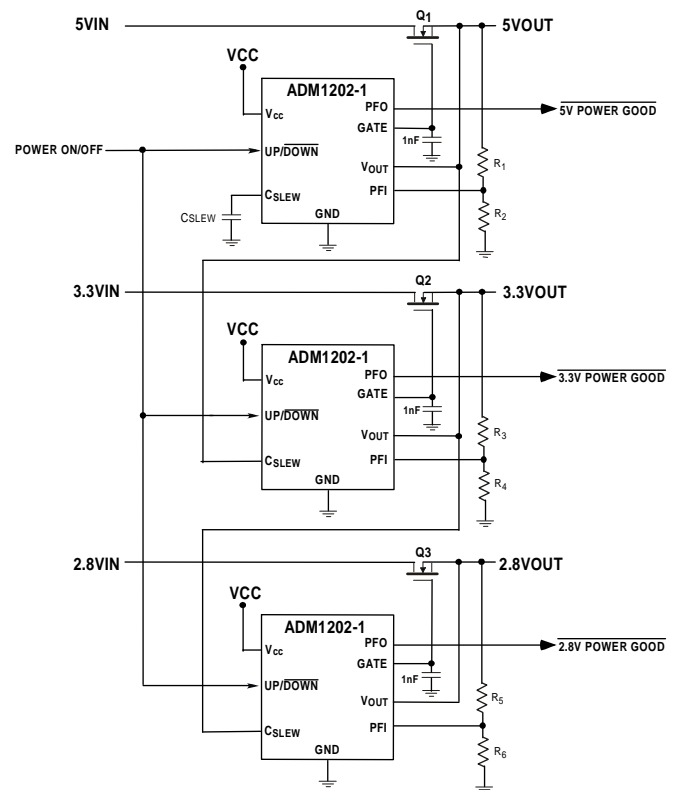 Q1
5VIN
5VOUT
VCC
ADM1202-1
PFO
5V POWER GOOD
Vcc
GATE
1nF
POWER ON/OFF
UP/DOWN
VOUT
R1
CSLEW
PFI
CSLEW
R2
GND
Q2
3.3VIN
3.3VOUT
VCC
ADM1202-1
PFO
3.3V POWER GOOD
Vcc
GATE
1nF
UP/DOWN
VOUT
R3
CSLEW
PFI
R4
GND
Q3
2.8VIN
2.8VOUT
VCC
ADM1202-1
PFO
2.8V POWER GOOD
Vcc
GATE
1nF
UP/DOWN
VOUT
R5
CSLEW
PFI
R6
GND